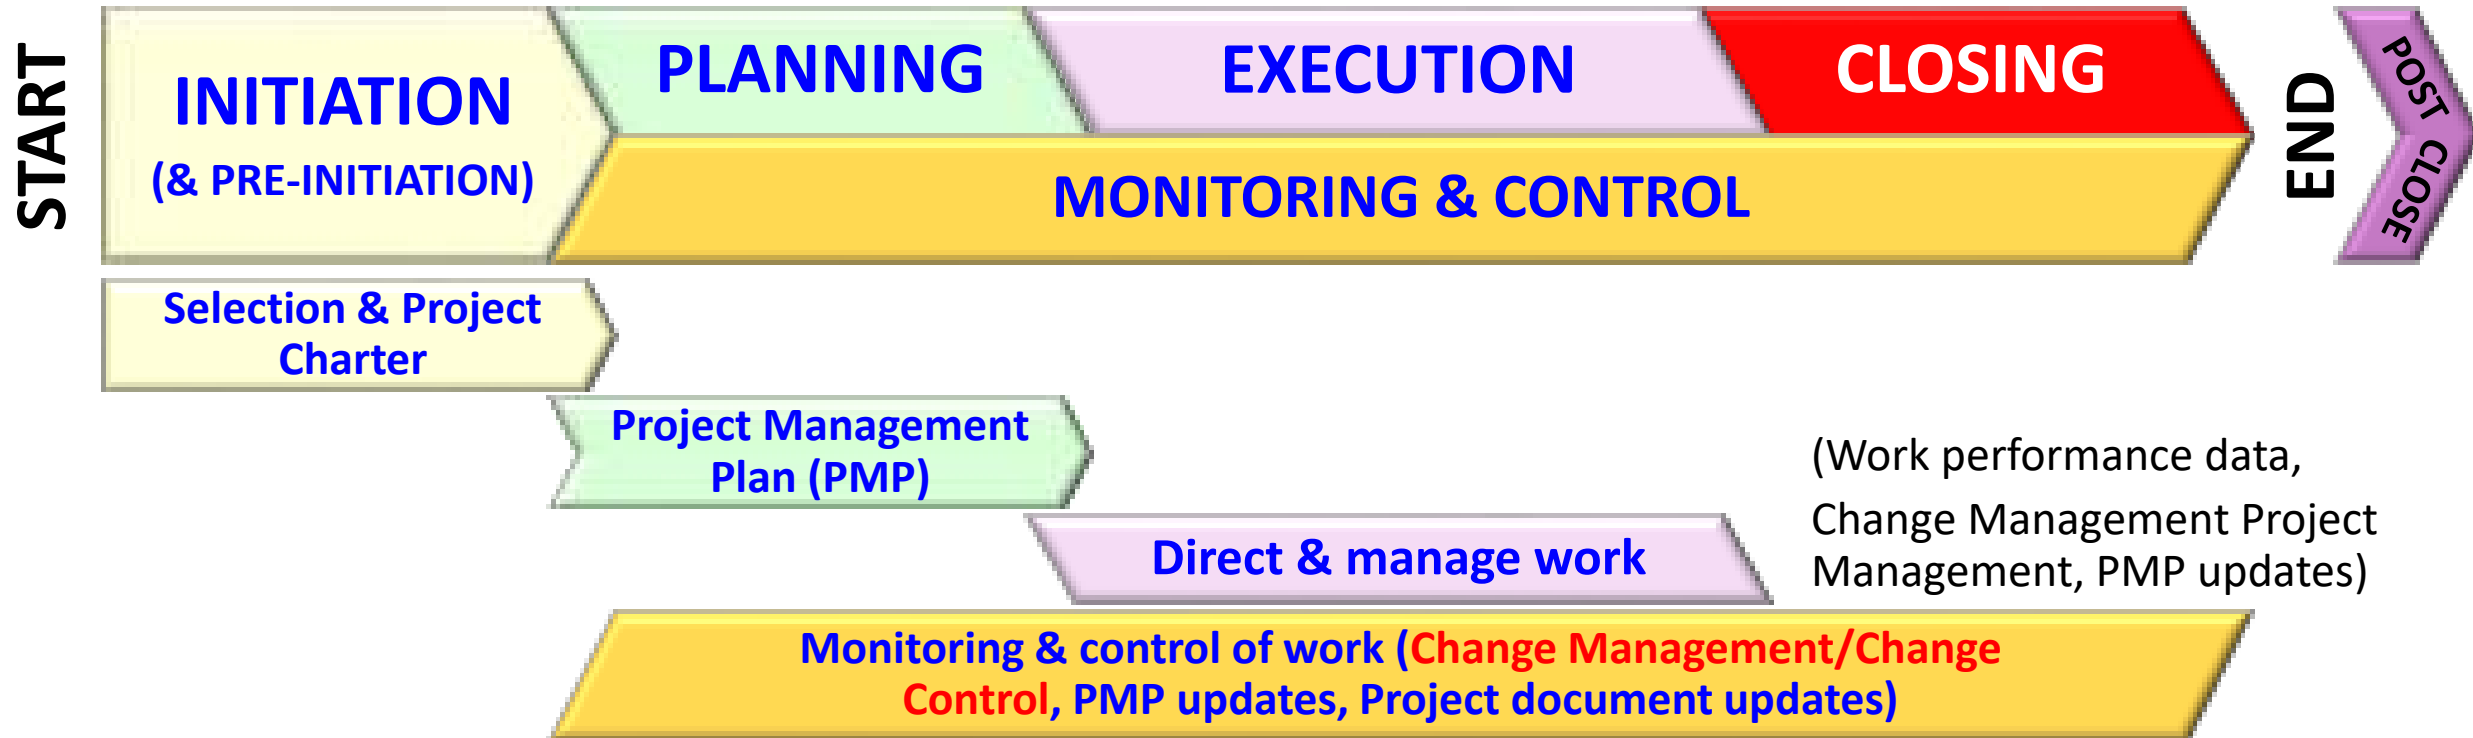 START
INITIATION
(& PRE-INITIATION)
PLANNING
EXECUTION
CLOSING
MONITORING & CONTROL
END
POST CLOSE
Selection & Project
Charter
Project Management
Plan (PMP)
(Work performance data,
Change Management Project
Management, PMP updates)
Direct & manage work
Monitoring & control of work (Change Management/Change
Control, PMP updates, Project document updates)